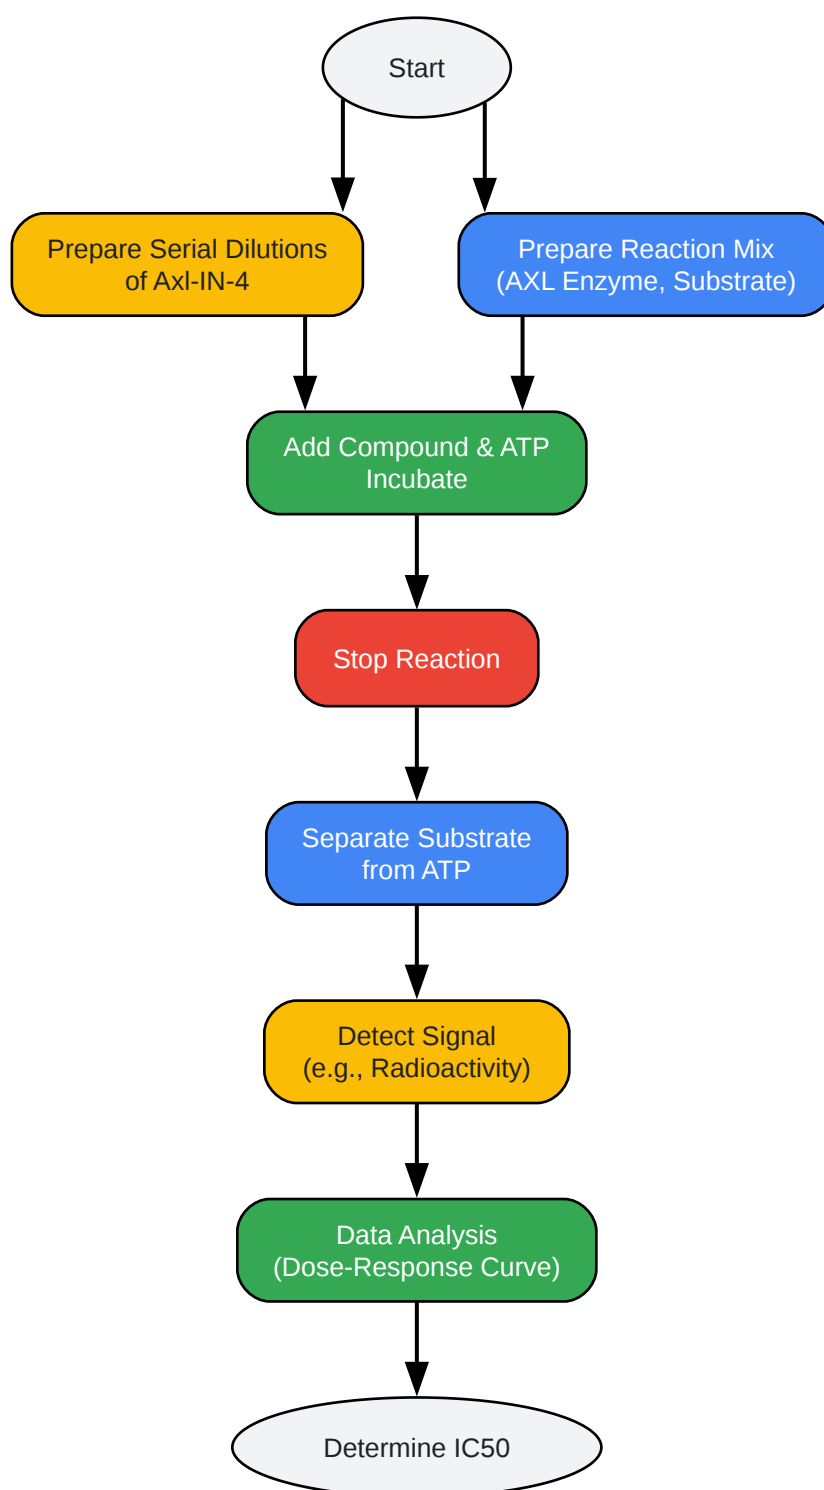 Start
Prepare Serial Dilutions
of Axl-IN-4
Prepare Reaction Mix
(AXL Enzyme, Substrate)
Add Compound & ATP
Incubate
Stop Reaction
Separate Substrate
from ATP
Detect Signal
(e.g., Radioactivity)
Data Analysis
(Dose-Response Curve)
Determine IC50